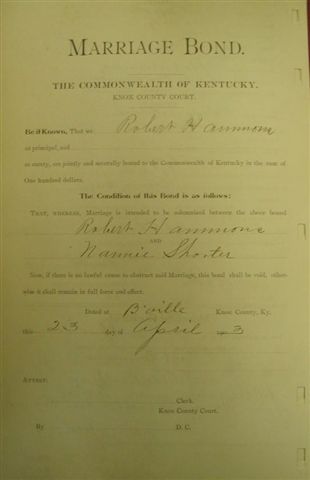 MARRIAGE BOND.
THE COMMONWEALTH OF KENTUCKY,
KNOX COUNTY COURT.
Be it Known, That we Robert Hammons
as principal, and
as surety, are jointly and severally bound to the Commonwealth of Kentucky in the sum of
One hundred dollars.
The Condition of this Bond is as follows:
THAT, WHEREAS, Marriage is intended to be solemnized between the above bound
Robert Hammons
AND
Nannie Shorter
Now, if there is no lawful cause to obstruct said Marriage, this bond shall be void, other-
wise it shall remain in full force and effect.
Dated at B'ville Knox County, Ky.
this 23 day of April 3
ATTEST:
Clerk.
Knox County Court.
By D. C.